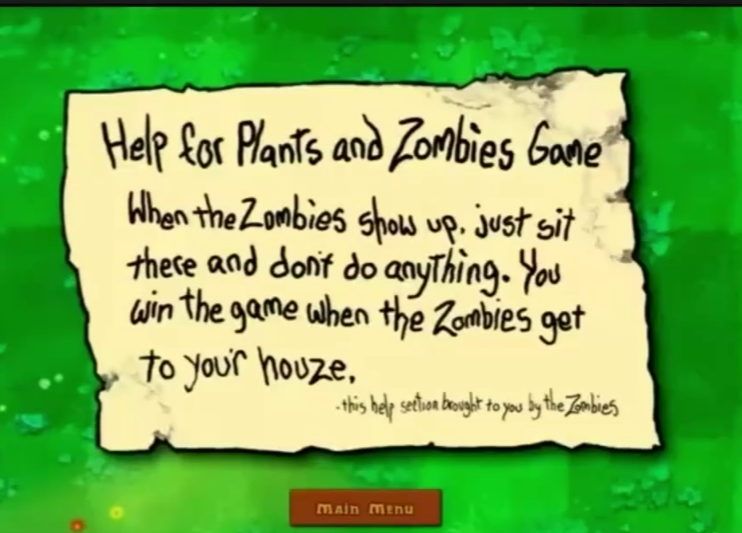 Help for Plants and Zombies Game
When the Zombies show up, just sit
there and don't do anything. You
win the game when the Zombies get
to your houze.
-this help section brought to you by the Zombies
Main Menu